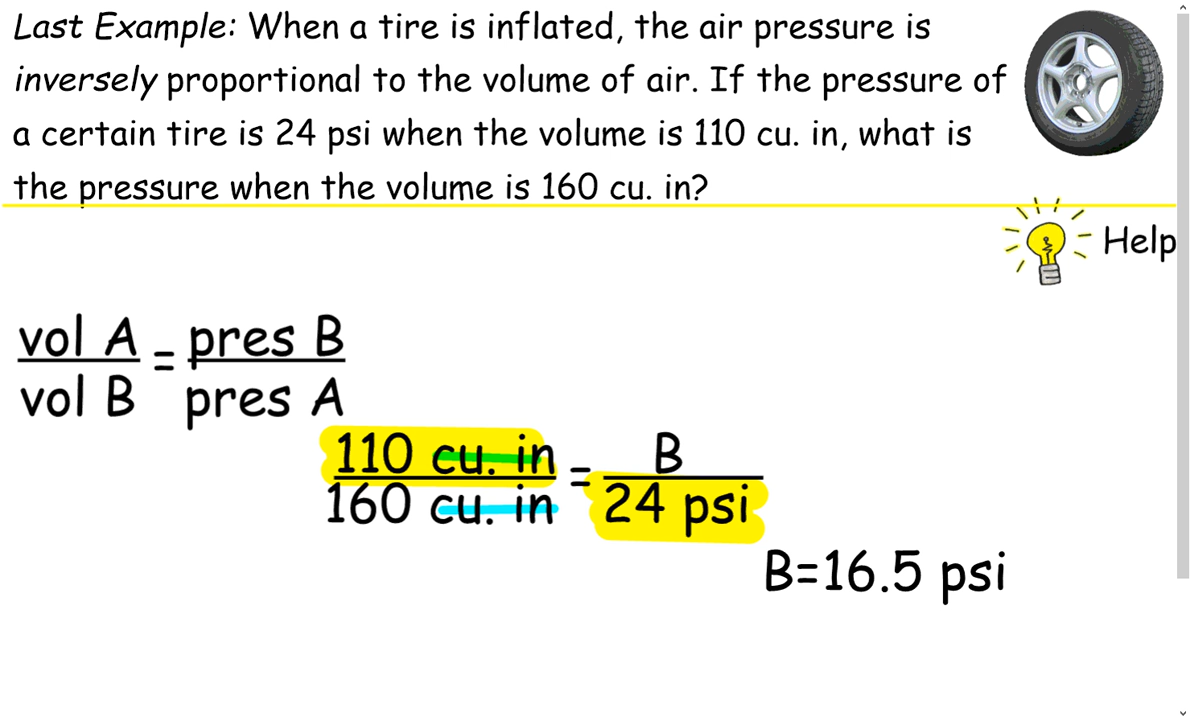 Last Example: When a tire is inflated, the air pressure is
inversely proportional to the volume of air. If the pressure of
a certain tire is 24 psi when the volume is 110 cu. in, what is
the pressure when the volume is 160 cu. in?
Help
vol A = pres B
vol B pres A
110 cu. in = B
160 cu. in 24 psi
B=16.5 psi